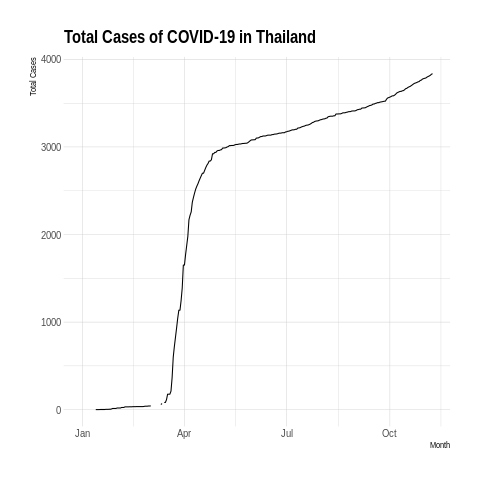 Total Cases of COVID-19 in Thailand
Total Cases
4000
3000
2000
1000
0
Jan
Apr
Jul
Oct
Month